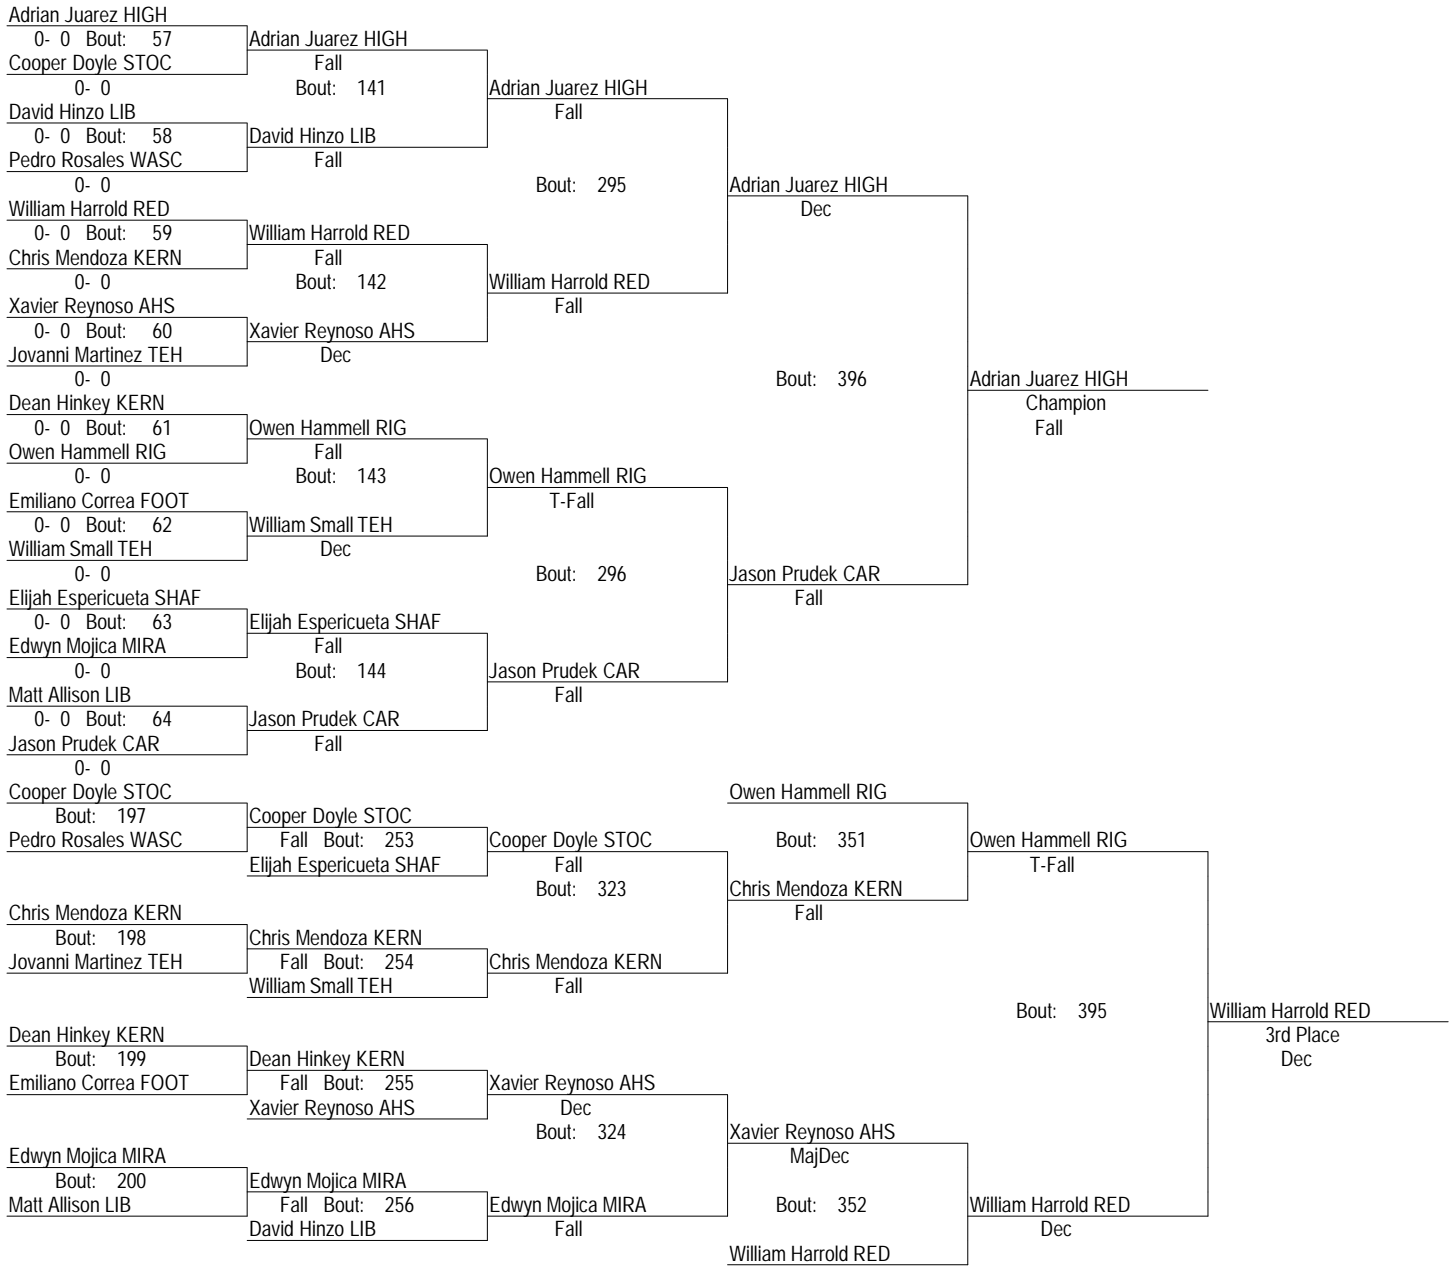 Adrian Juarez HIGH
0- 0 Bout: 57 Adrian Juarez HIGH
Cooper Doyle STOC Fall
0- 0 Bout: 141 Adrian Juarez HIGH
David Hinzo LIB Fall
0- 0 Bout: 58 David Hinzo LIB
Pedro Rosales WASC Fall
0- 0 Bout: 295 Adrian Juarez HIGH
William Harrold RED Dec
0- 0 Bout: 59 William Harrold RED
Chris Mendoza KERN Fall
0- 0 Bout: 142 William Harrold RED
Xavier Reynoso AHS Fall
0- 0 Bout: 60 Xavier Reynoso AHS
Jovanni Martinez TEH Dec
0- 0 Bout: 396 Adrian Juarez HIGH
Dean Hinkey KERN Champion
0- 0 Bout: 61 Owen Hammell RIG Fall
Owen Hammell RIG Fall
0- 0 Bout: 143 Owen Hammell RIG
Emiliano Correa FOOT T-Fall
0- 0 Bout: 62 William Small TEH
William Small TEH Dec
0- 0 Bout: 296 Jason Prudek CAR
Elijah Espericueta SHAF Fall
0- 0 Bout: 63 Elijah Espericueta SHAF
Edwyn Mojica MIRA Fall
0- 0 Bout: 144 Jason Prudek CAR
Matt Allison LIB Fall
0- 0 Bout: 64 Jason Prudek CAR
Jason Prudek CAR Fall
0- 0
Cooper Doyle STOC Owen Hammell RIG
Bout: 197 Cooper Doyle STOC
Pedro Rosales WASC Fall Bout: 253 Cooper Doyle STOC Bout: 351 Owen Hammell RIG
Elijah Espericueta SHAF Fall T-Fall
Bout: 323 Chris Mendoza KERN
Chris Mendoza KERN Fall
Bout: 198 Chris Mendoza KERN
Jovanni Martinez TEH Fall Bout: 254 Chris Mendoza KERN
William Small TEH Fall
Bout: 395 William Harrold RED
Dean Hinkey KERN 3rd Place
Bout: 199 Dean Hinkey KERN Dec
Emiliano Correa FOOT Fall Bout: 255 Xavier Reynoso AHS
Xavier Reynoso AHS Dec
Bout: 324 Xavier Reynoso AHS
Edwyn Mojica MIRA MajDec
Bout: 200 Edwyn Mojica MIRA
Matt Allison LIB Fall Bout: 256 Edwyn Mojica MIRA Bout: 352 William Harrold RED
David Hinzo LIB Fall Dec
William Harrold RED